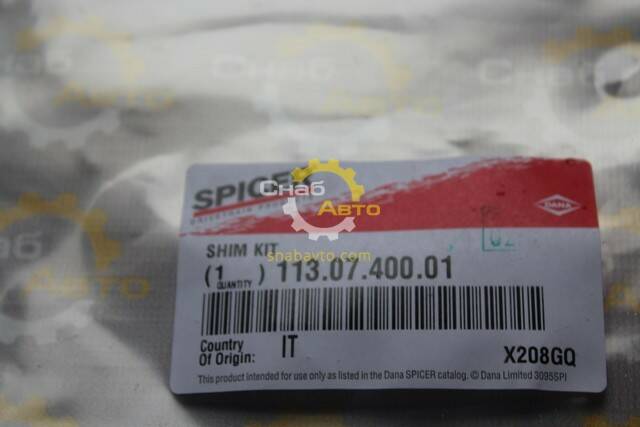 SPICER
DANA
SHIM KIT
(1 QUANTITY) 113.07.400.01
Country Of Origin: IT
X208GQ
This product intended for use only as listed in the Dana SPICER catalog. © Dana Limited 3095SPI
Снаб Авто
snabavto.com